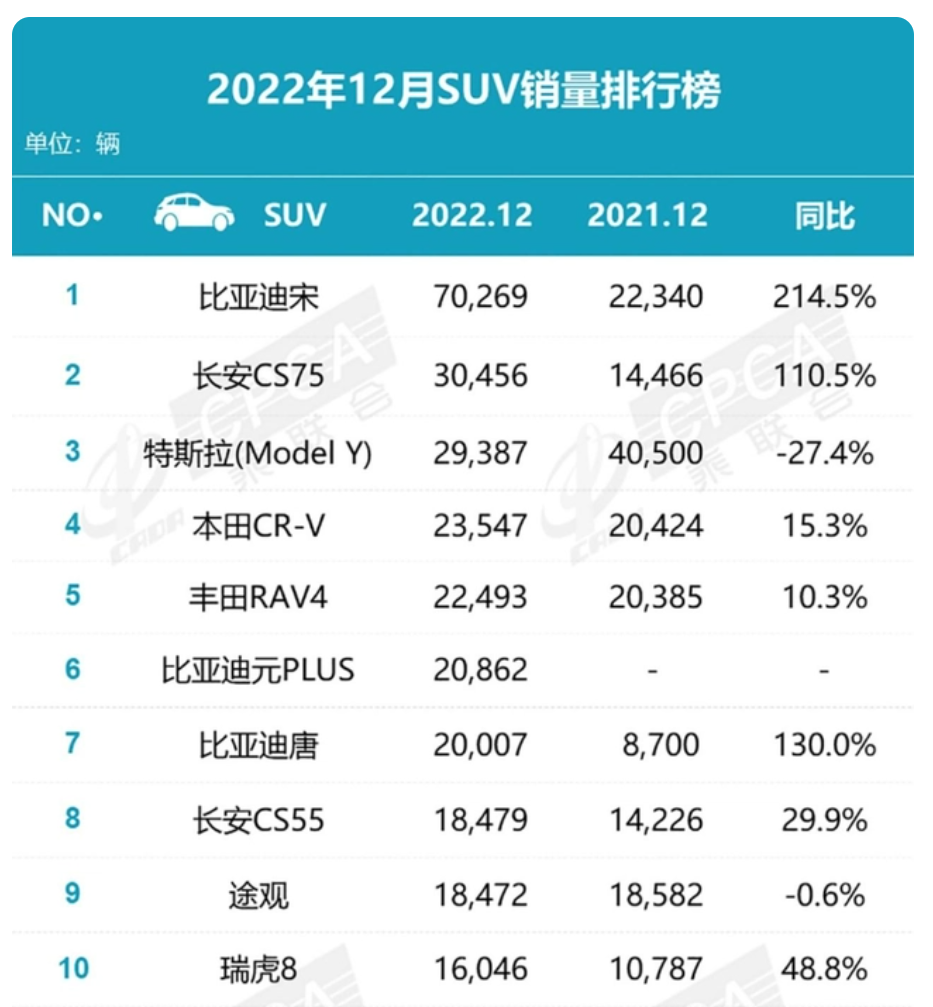 2022年12月SUV销量排行榜
单位：辆
NO• SUV 2022.12 2021.12 同比
1 比亚迪宋 70,269 22,340 214.5%
2 长安CS75 30,456 14,466 110.5%
3 特斯拉(Model Y) 29,387 40,500 -27.4%
4 本田CR-V 23,547 20,424 15.3%
5 丰田RAV4 22,493 20,385 10.3%
6 比亚迪元PLUS 20,862 - -
7 比亚迪唐 20,007 8,700 130.0%
8 长安CS55 18,479 14,226 29.9%
9 途观 18,472 18,582 -0.6%
10 瑞虎8 16,046 10,787 48.8%
CPCA
乘联会
CADA
CPCA
乘联会